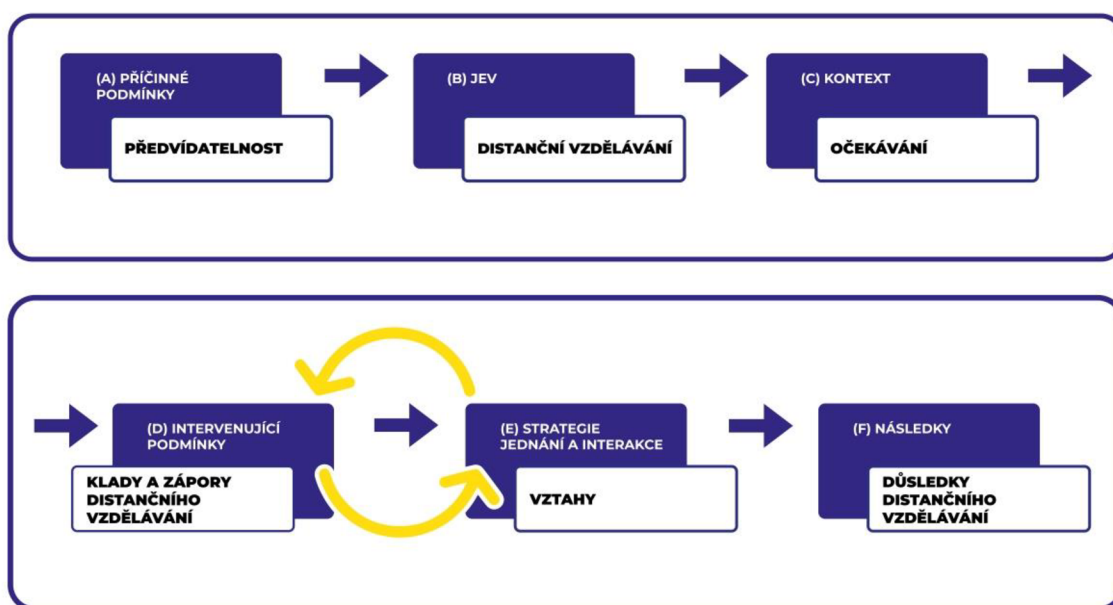 (A) PŘÍČINNÉ
PODMÍNKY
PŘEDVÍDATELNOST
(B) JEV
DISTANČNÍ VZDĚLÁVÁNÍ
(C) KONTEXT
OČEKÁVÁNÍ
(D) INTERVENUJÍCÍ
PODMÍNKY
KLADY A ZÁPORY
DISTANČNÍHO
VZDĚLÁVÁNÍ
(E) STRATEGIE
JEDNÁNÍ A INTERAKCE
VZTAHY
(F) NÁSLEDKY
DŮSLEDKY
DISTANČNÍHO
VZDĚLÁVÁNÍ